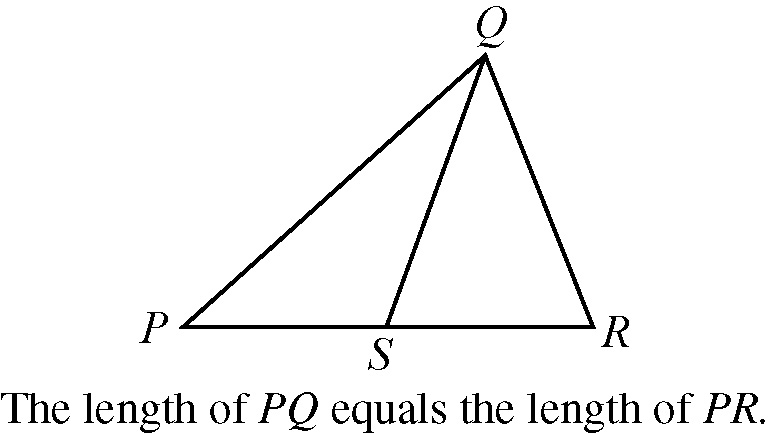 Q
P
R
S
The length of PQ equals the length of PR.